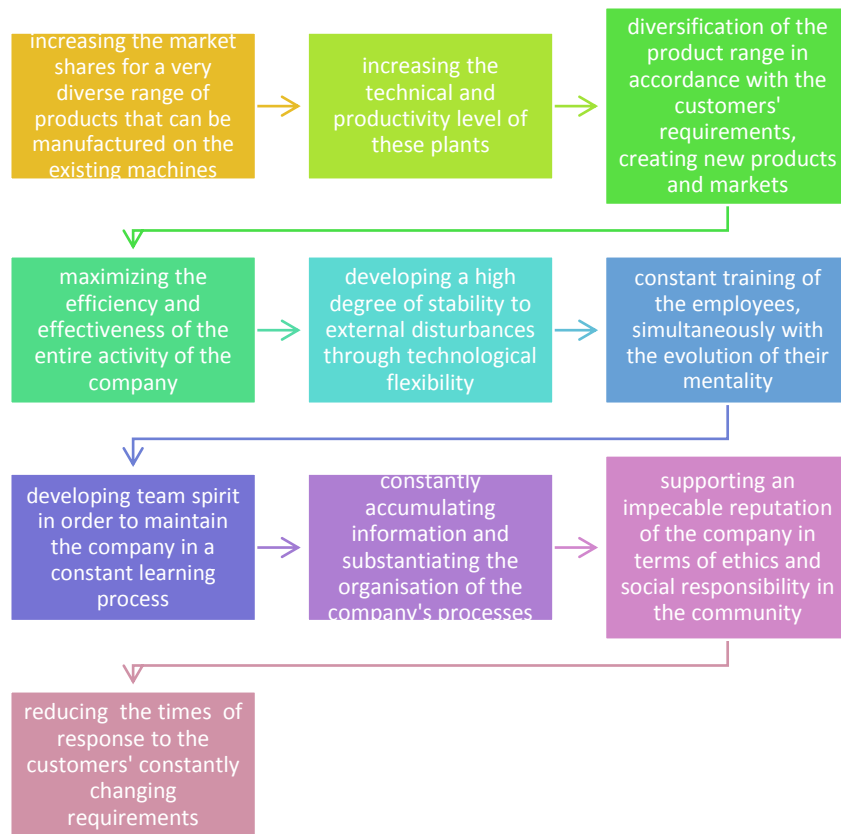 increasing the market
shares for a very
diverse range of
products that can be
manufactured on the
existing machines
increasing the
technical and
productivity level of
these plants
diversification of the
product range in
accordance with the
customers'
requirements,
creating new products
and markets
maximizing the
efficiency and
effectiveness of the
entire activity of the
company
developing a high
degree of stability to
external disturbances
through technological
flexibility
constant training of
the employees,
simultaneously with
the evolution of their
mentality
developing team spirit
in order to maintain
the company in a
constant learning
process
constantly
accumulating
information and
substantiating the
organisation of the
company's processes
supporting an
impecable reputation
of the company in
terms of ethics and
social responsibility in
the community
reducing the times of
response to the
customers' constantly
changing
requirements